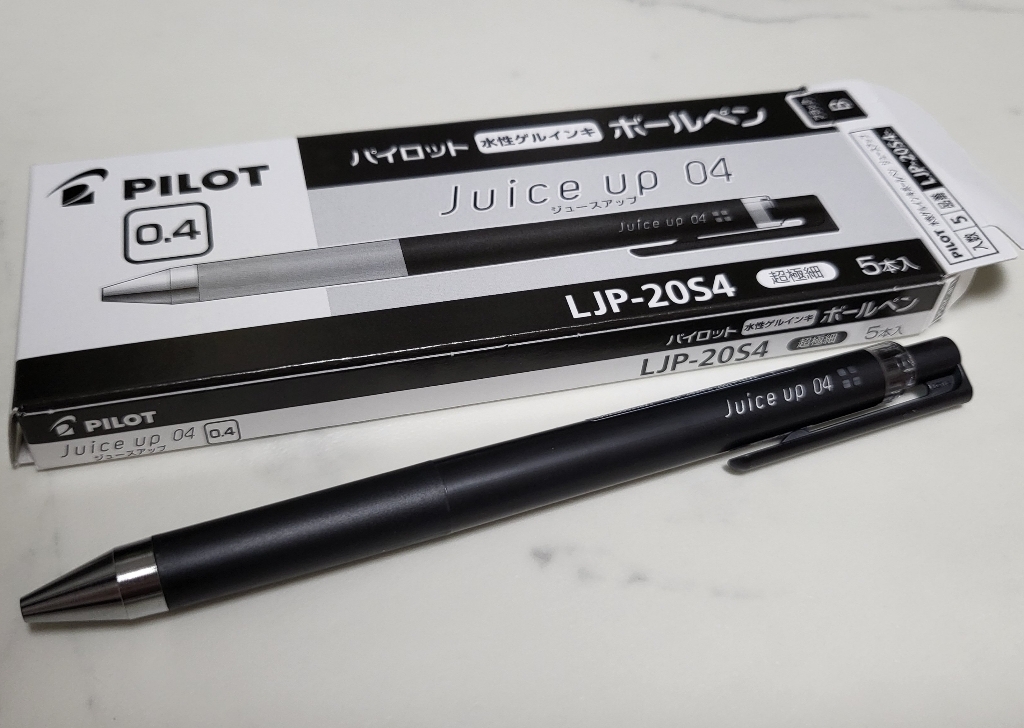 パイロット 水性ゲルインキ ボールペン
PILOT
0.4
Juice up 04
ジュースアップ
Juice up 04
LJP-20S4 超極細 5本入
パイロット 水性ゲルインキ ボールペン
LJP-20S4 超極細 5本入
PILOT
Juice up 04 0.4
ジュースアップ
B
LJP-20S4
入数 5
PILOT
Juice up 04